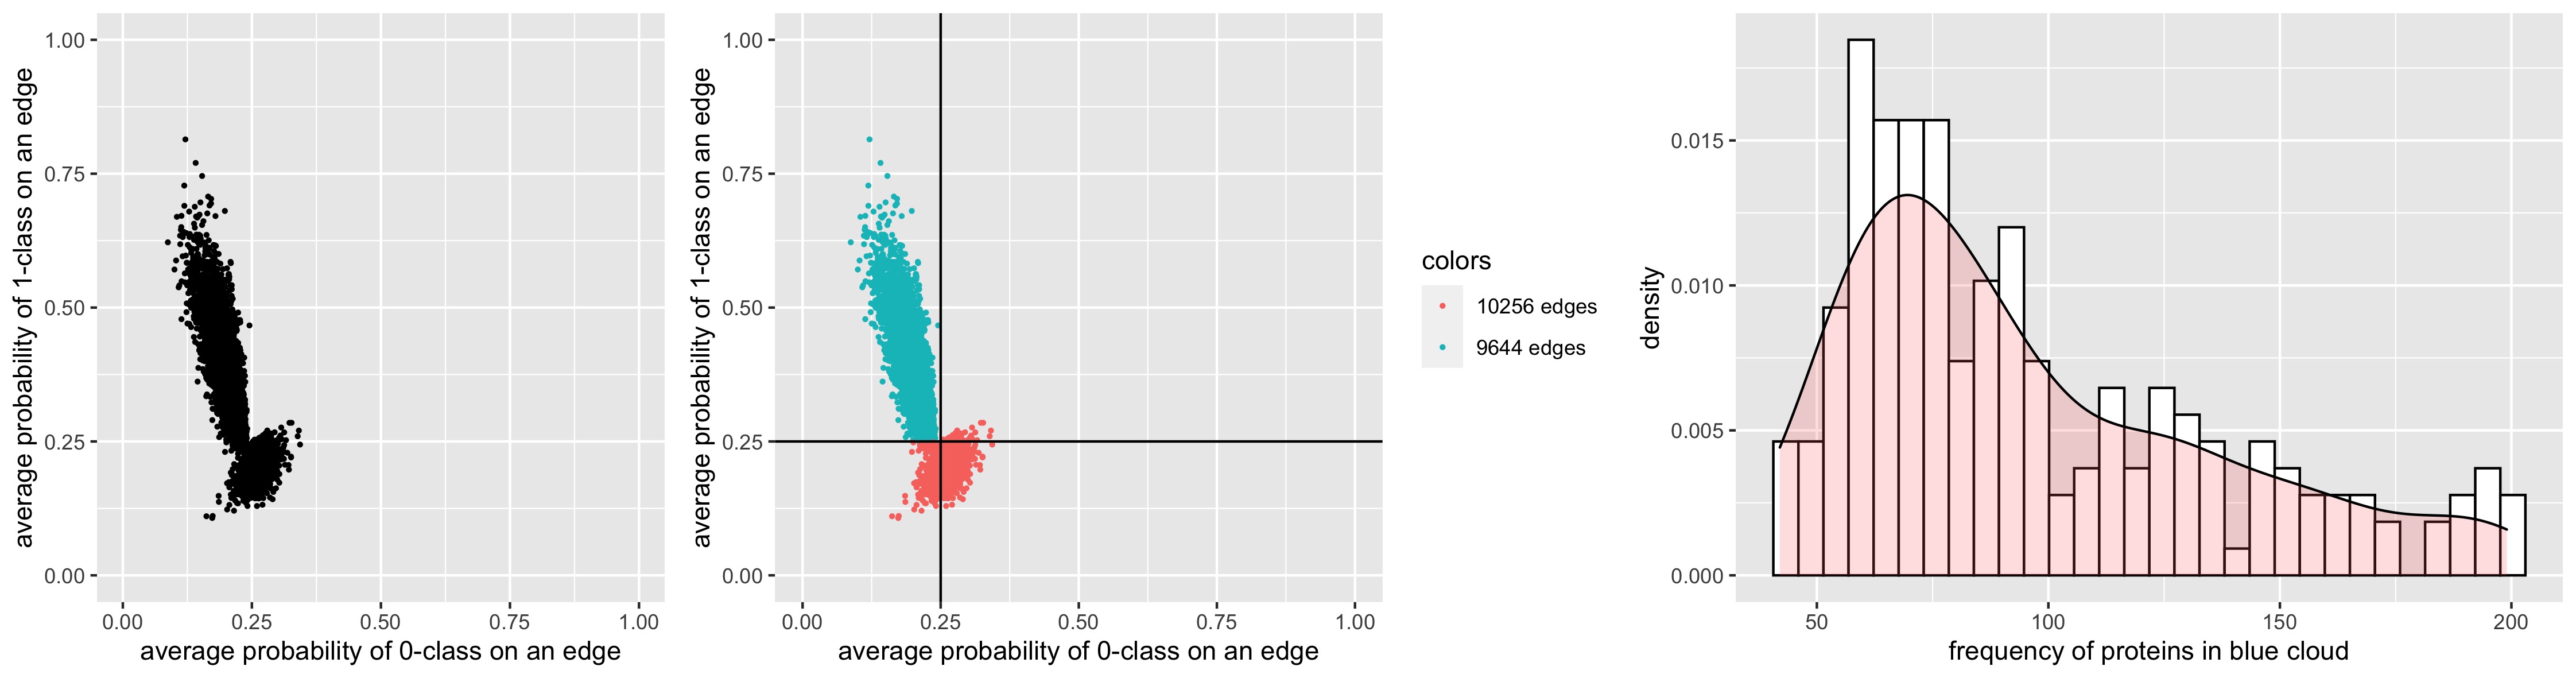 average probability of 1-class on an edge
1.00
0.75
0.50
0.25
0.00
0.00 0.25 0.50 0.75 1.00
average probability of 0-class on an edge
average probability of 1-class on an edge
1.00
0.75
0.50
0.25
0.00
0.00 0.25 0.50 0.75 1.00
average probability of 0-class on an edge
colors
10256 edges
9644 edges
density
0.015
0.010
0.005
0.000
50 100 150 200
frequency of proteins in blue cloud